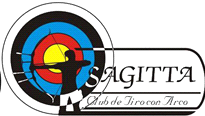 SAGITTA
Club de Tiro con Arco